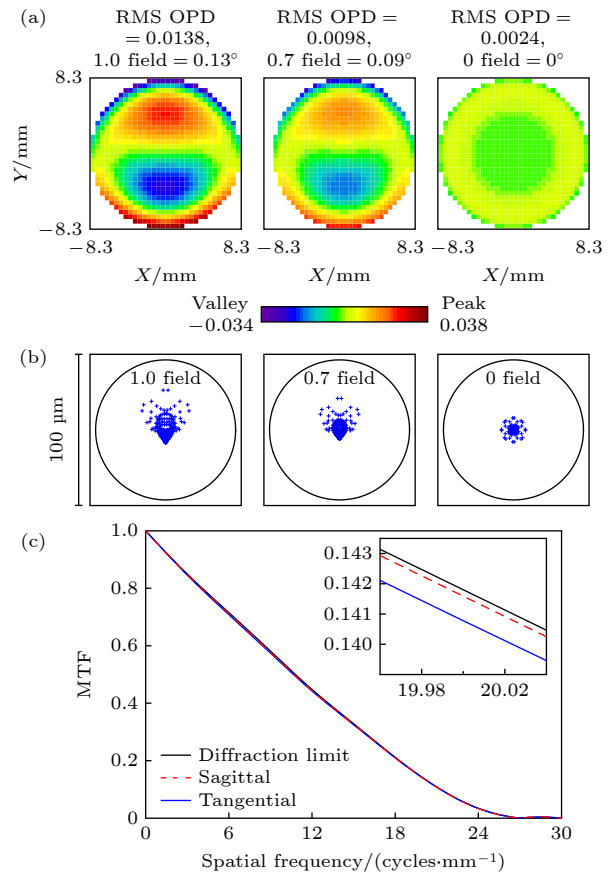 (a)
RMS OPD
= 0.0138,
1.0 field = 0.13°
RMS OPD =
0.0098,
0.7 field = 0.09°
RMS OPD =
0.0024,
0 field = 0°
8.3
Y/mm
−8.3
−8.3 8.3 −8.3 8.3 −8.3 8.3
X/mm X/mm X/mm
Valley Peak
−0.034 0.038
(b)
100 μm
1.0 field 0.7 field 0 field
(c)
MTF
1.0
0.8
0.6
0.4
0.2
0
0.143
0.142
0.141
0.140
19.98 20.02
Diffraction limit
Sagittal
Tangential
0 6 12 18 24 30
Spatial frequency/(cycles·mm⁻¹)